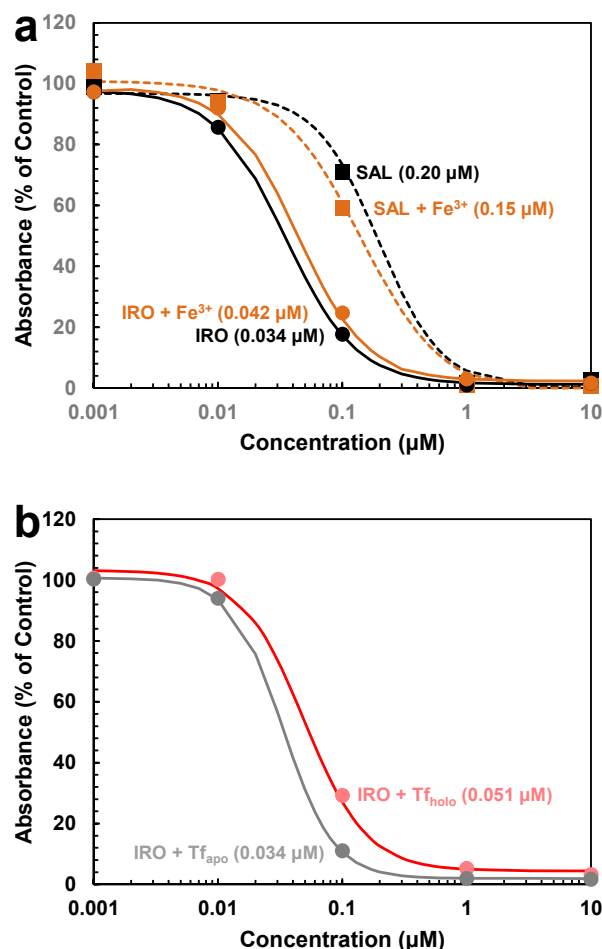 a
120
100
80
60
40
20
0
Absorbance (% of Control)
SAL (0.20 µM)
SAL + Fe³⁺ (0.15 µM)
IRO + Fe³⁺ (0.042 µM)
IRO (0.034 µM)
0.001 0.01 0.1 1 10
Concentration (µM)
b
120
100
80
60
40
20
0
Absorbance (% of Control)
IRO + Tfholo (0.051 µM)
IRO + Tfapo (0.034 µM)
0.001 0.01 0.1 1 10
Concentration (µM)